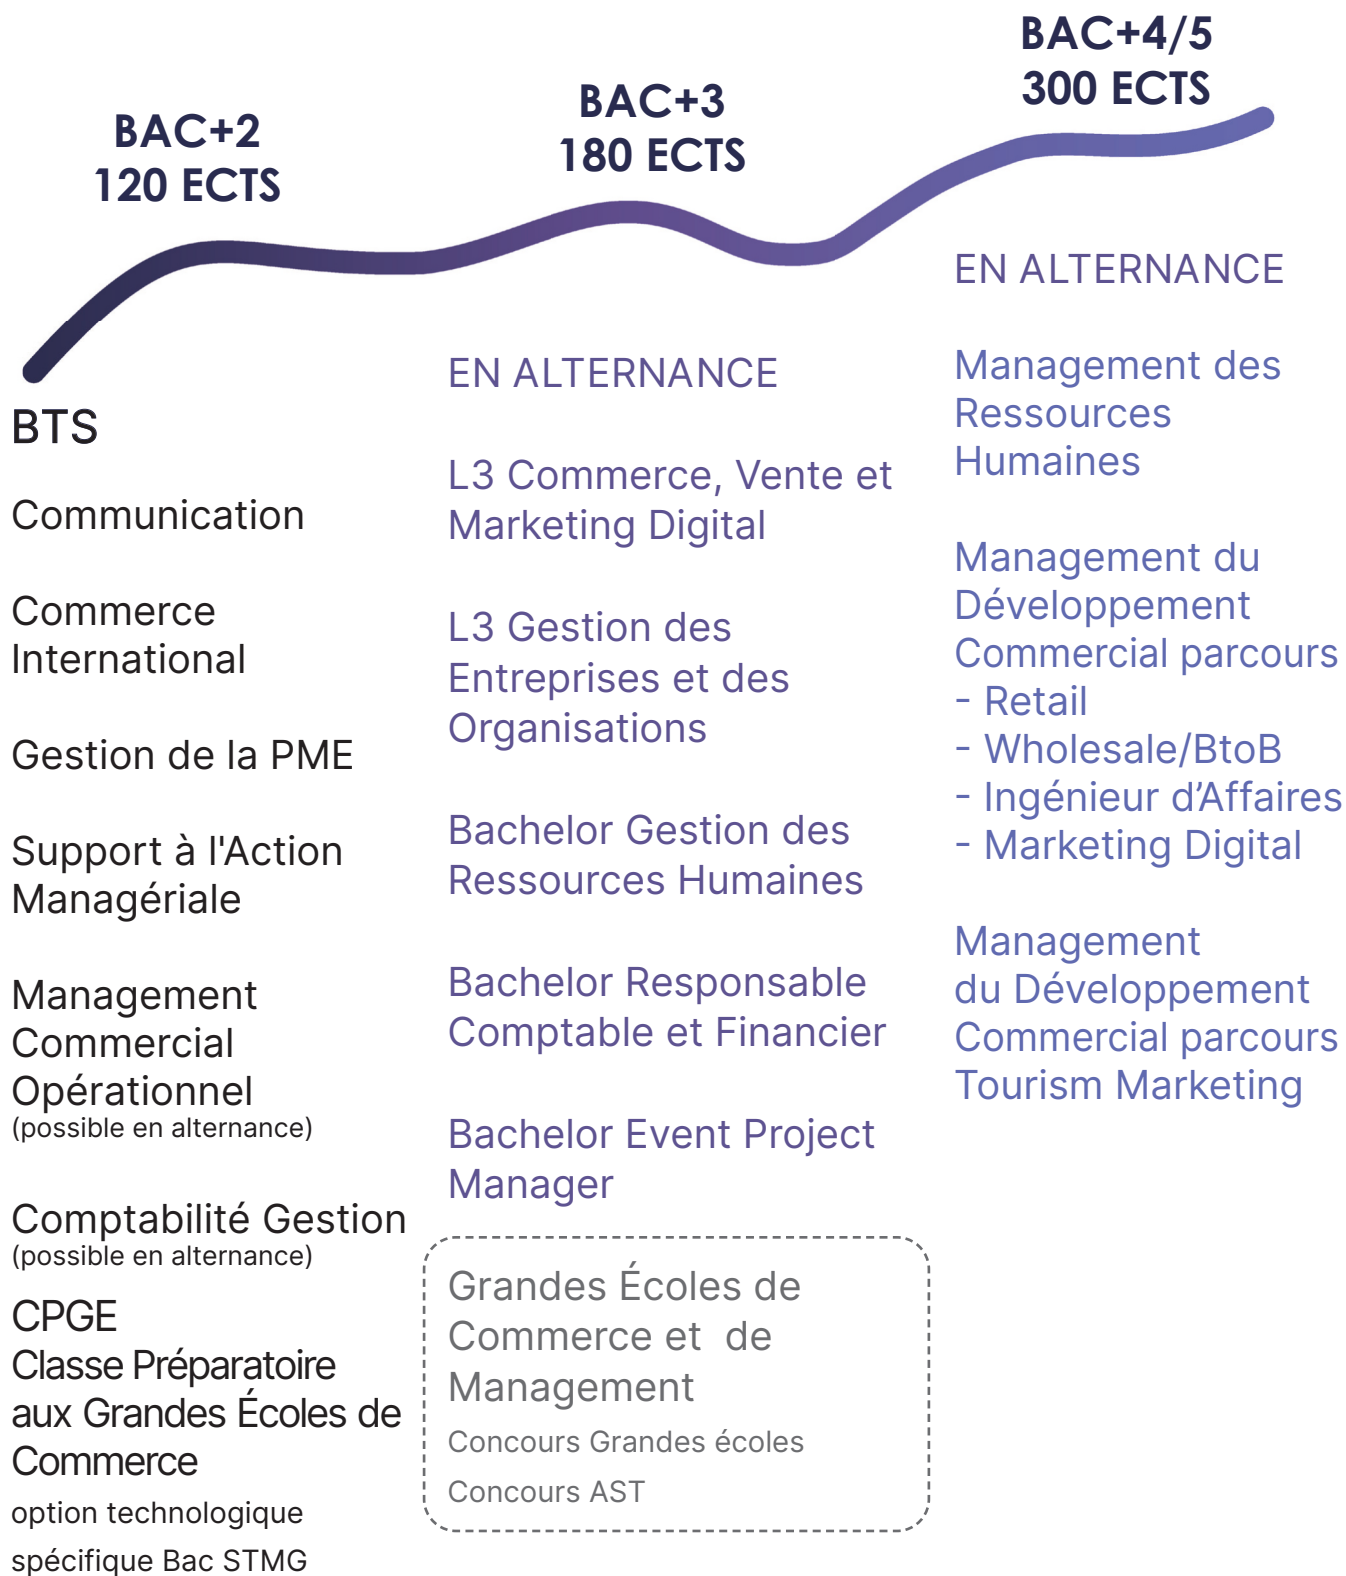 BAC+2
120 ECTS
BTS
Communication
Commerce
International
Gestion de la PME
Support à l'Action
Managériale
Management
Commercial
Opérationnel
(possible en alternance)
Comptabilité Gestion
(possible en alternance)
CPGE
Classe Préparatoire
aux Grandes Écoles de
Commerce
option technologique
spécifique Bac STMG
BAC+3
180 ECTS
EN ALTERNANCE
L3 Commerce, Vente et
Marketing Digital
L3 Gestion des
Entreprises et des
Organisations
Bachelor Gestion des
Ressources Humaines
Bachelor Responsable
Comptable et Financier
Bachelor Event Project
Manager
Grandes Écoles de
Commerce et  de
Management
Concours Grandes écoles
Concours AST
BAC+4/5
300 ECTS
EN ALTERNANCE
Management des
Ressources
Humaines
Management du
Développement
Commercial parcours
- Retail
- Wholesale/BtoB
- Ingénieur d’Affaires
- Marketing Digital
Management
du Développement
Commercial parcours
Tourism Marketing